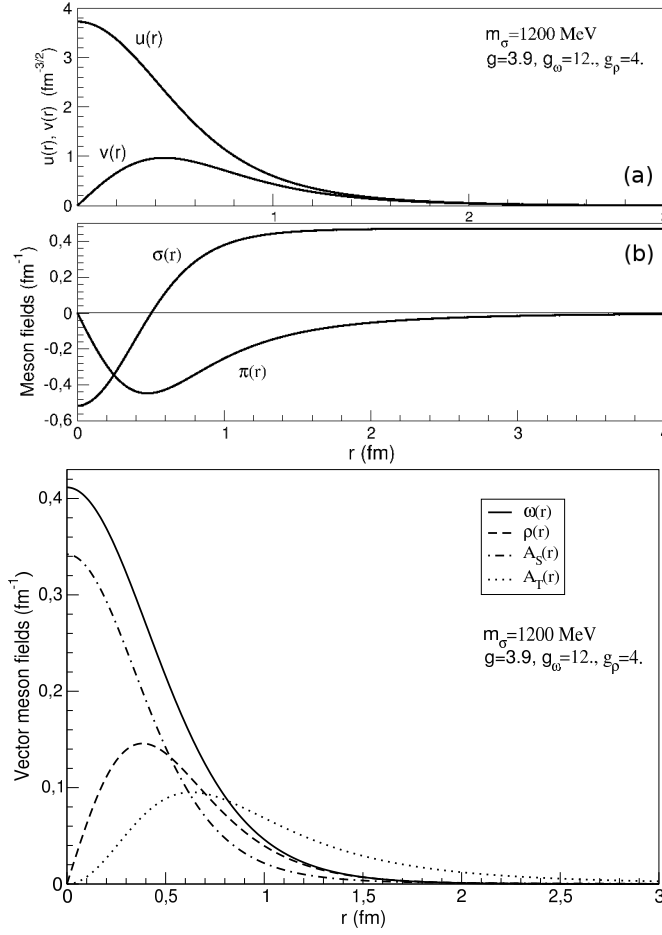 4
3
2
1
0
u(r), v(r) (fm^-3/2)
u(r)
v(r)
m_σ=1200 MeV
g=3.9, g_ω=12., g_ρ=4.
(a)
1
2
3
0,4
0,2
0
-0,2
-0,4
-0,6
Meson fields (fm^-1)
σ(r)
π(r)
(b)
0
1
2
3
4
r (fm)
0,4
0,3
0,2
0,1
0
Vector meson fields (fm^-1)
ω(r)
ρ(r)
A_S(r)
A_T(r)
m_σ=1200 MeV
g=3.9, g_ω=12., g_ρ=4.
0
0,5
1
1,5
2
2,5
3
r (fm)